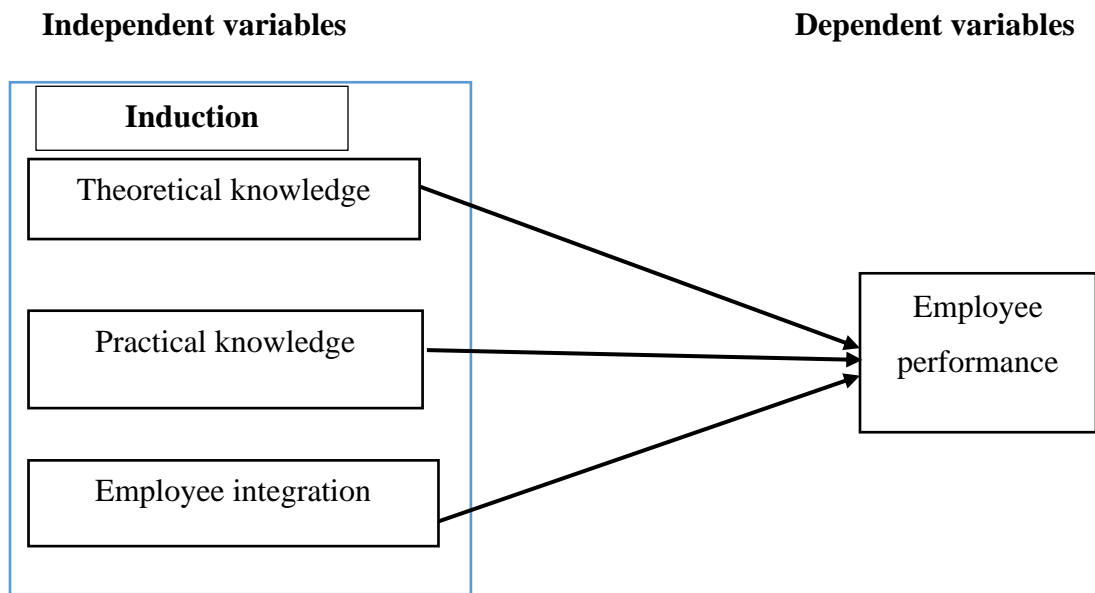 Independent variables
Dependent variables
Induction
Theoretical knowledge
Practical knowledge
Employee integration
Employee
performance